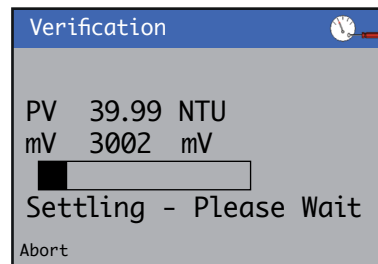 Verification
PV 39.99 NTU
mV 3002 mV
Settling - Please Wait
Abort